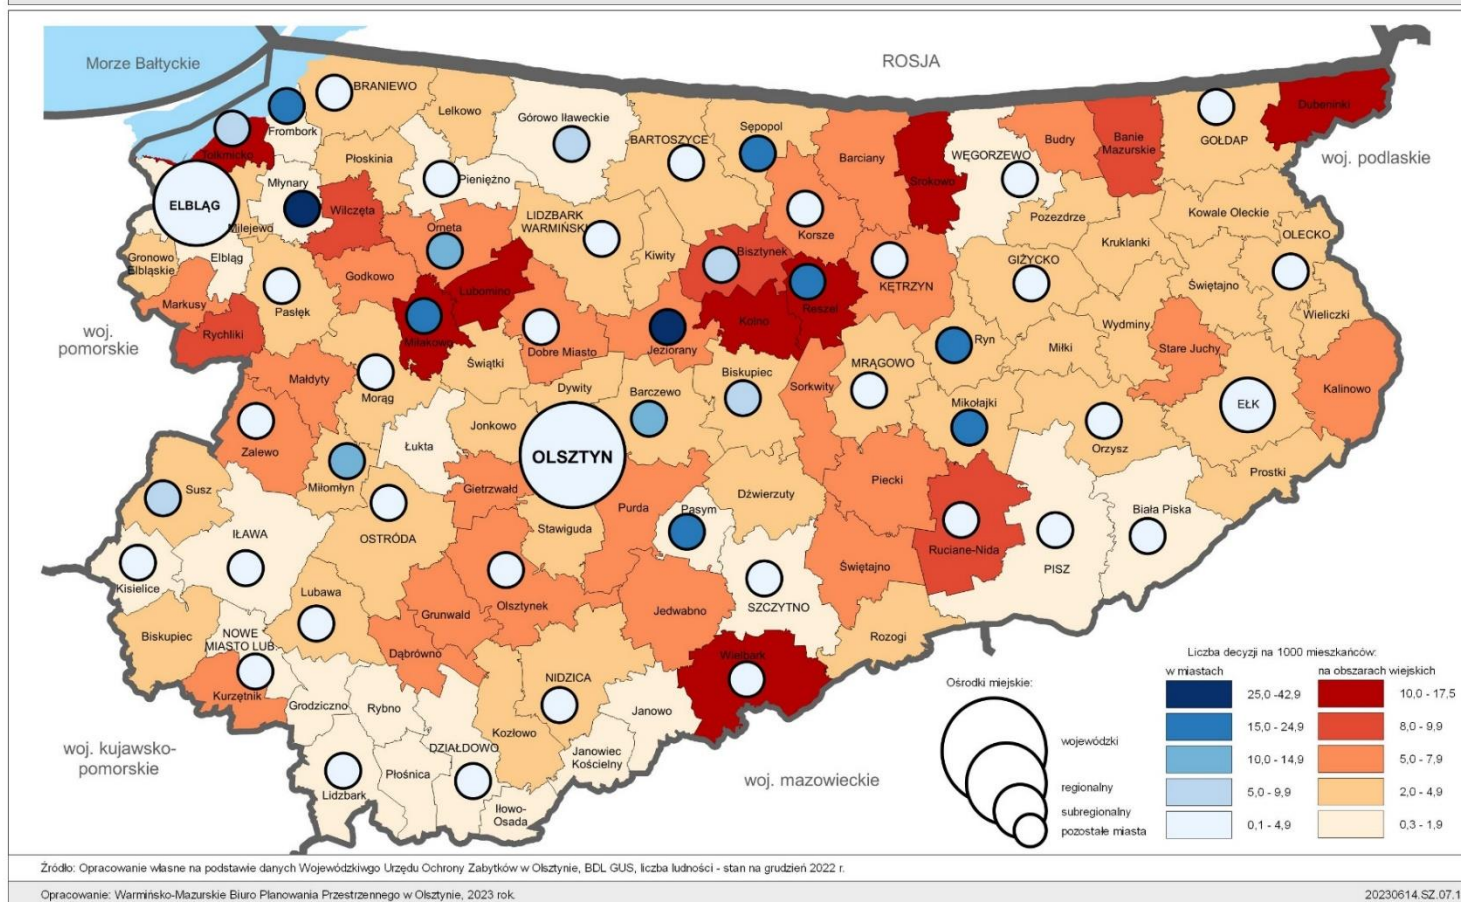 Morze Bałtyckie
ROSJA
woj. podlaskie
woj. pomorskie
woj. kujawsko-pomorskie
woj. mazowieckie
BRANIEWO
Lelkowo
Frombork
Górowo Iławeckie
Sępopol
BARTOSZYCE
Barciany
Srokowo
WĘGORZEWO
Budry
Banie Mazurskie
GOŁDAP
Dubeninki
Tolkmicko
Płoskinia
Młynary
Pieniężno
ELBLĄG
Wilczęta
Milejewo
Orneta
LIDZBARK WARMIŃSKI
Korsze
Pozezdrze
Kowale Oleckie
Kruklanki
OLECKO
Gronowo Elbląskie
Elbląg
Godkowo
Kiwity
Bisztynek
KĘTRZYN
GIŻYCKO
Świętajno
Markusy
Pasłęk
Lubomino
Reszel
Kolno
Wieliczki
Rychliki
Miłakowo
Dobre Miasto
Jeziorany
Wydminy
Ryn
Miłki
Stare Juchy
Świątki
Małdyty
Morąg
Dywity
Biskupiec
Sorkwity
MRĄGOWO
Barczewo
Kalinowo
Mikołajki
EŁK
Jonkowo
Łukta
Zalewo
OLSZTYN
Orzysz
Susz
Miłomłyn
Gietrzwałd
Dźwierzuty
Piecki
Prostki
Purda
Pasym
Biała Piska
IŁAWA
OSTRÓDA
Stawiguda
Ruciane-Nida
PISZ
Kisielice
Świętajno
Lubawa
Olsztynek
SZCZYTNO
Grunwald
Jedwabno
Biskupiec
NOWE MIASTO LUB.
Dąbrówno
Rozogi
Wielbark
Kurzętnik
NIDZICA
Grodziczno
Rybno
Janowo
Kozłowo
DZIAŁDOWO
Janowiec Kościelny
Płośnica
Lidzbark
Iłowo-Osada
Ośrodki miejskie:
wojewódzki
regionalny
subregionalny
pozostałe miasta
Liczba decyzji na 1000 mieszkańców:
w miastach
na obszarach wiejskich
25,0 -42,9
10,0 - 17,5
15,0 -24,9
8,0 - 9,9
10,0 - 14,9
5,0 - 7,9
5,0 - 9,9
2,0 - 4,9
0,1 - 4,9
0,3 - 1,9
Źródło: Opracowanie własne na podstawie danych Wojewódzkiwgo Urzędu Ochrony Zabytków w Olsztynie, BDL GUS, liczba ludności - stan na grudzień 2022 r.
Opracowanie: Warmińsko-Mazurskie Biuro Planowania Przestrzennego w Olsztynie, 2023 rok.
20230614.SZ.07.1